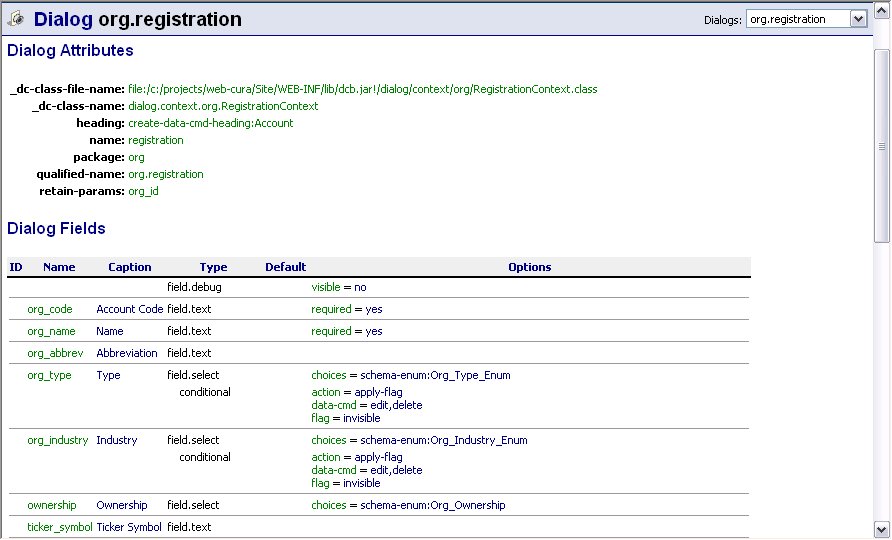 Dialog org.registration
Dialogs: org.registration
Dialog Attributes
_dc-class-file-name: file:/c:/projects/web-cura/Site/WEB-INF/lib/dcb.jar!/dialog/context/org/RegistrationContext.class
_dc-class-name: dialog.context.org.RegistrationContext
heading: create-data-cmd-heading:Account
name: registration
package: org
qualified-name: org.registration
retain-params: org_id
Dialog Fields
ID Name Caption Type Default Options
field.debug visible = no
org_code Account Code field.text required = yes
org_name Name field.text required = yes
org_abbrev Abbreviation field.text
org_type Type field.select choices = schema-enum:Org_Type_Enum
conditional action = apply-flag
data-cmd = edit,delete
flag = invisible
org_industry Industry field.select choices = schema-enum:Org_Industry_Enum
conditional action = apply-flag
data-cmd = edit,delete
flag = invisible
ownership Ownership field.select choices = schema-enum:Org_Ownership
ticker_symbol Ticker Symbol field.text